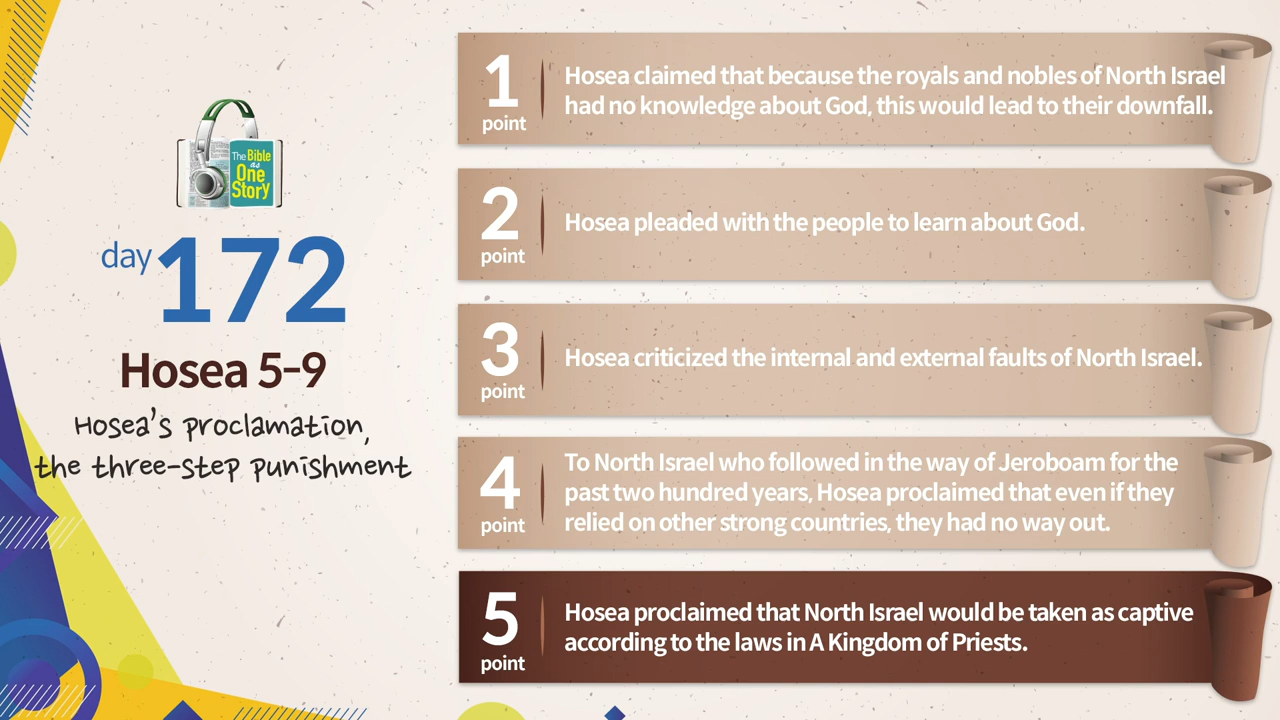 The Bible
as
One
Story
day 172
Hosea 5-9
Hosea's proclamation,
the three-step punishment
1
point
Hosea claimed that because the royals and nobles of North Israel
had no knowledge about God, this would lead to their downfall.
2
point
Hosea pleaded with the people to learn about God.
3
point
Hosea criticized the internal and external faults of North Israel.
4
point
To North Israel who followed in the way of Jeroboam for the
past two hundred years, Hosea proclaimed that even if they
relied on other strong countries, they had no way out.
5
point
Hosea proclaimed that North Israel would be taken as captive
according to the laws in A Kingdom of Priests.